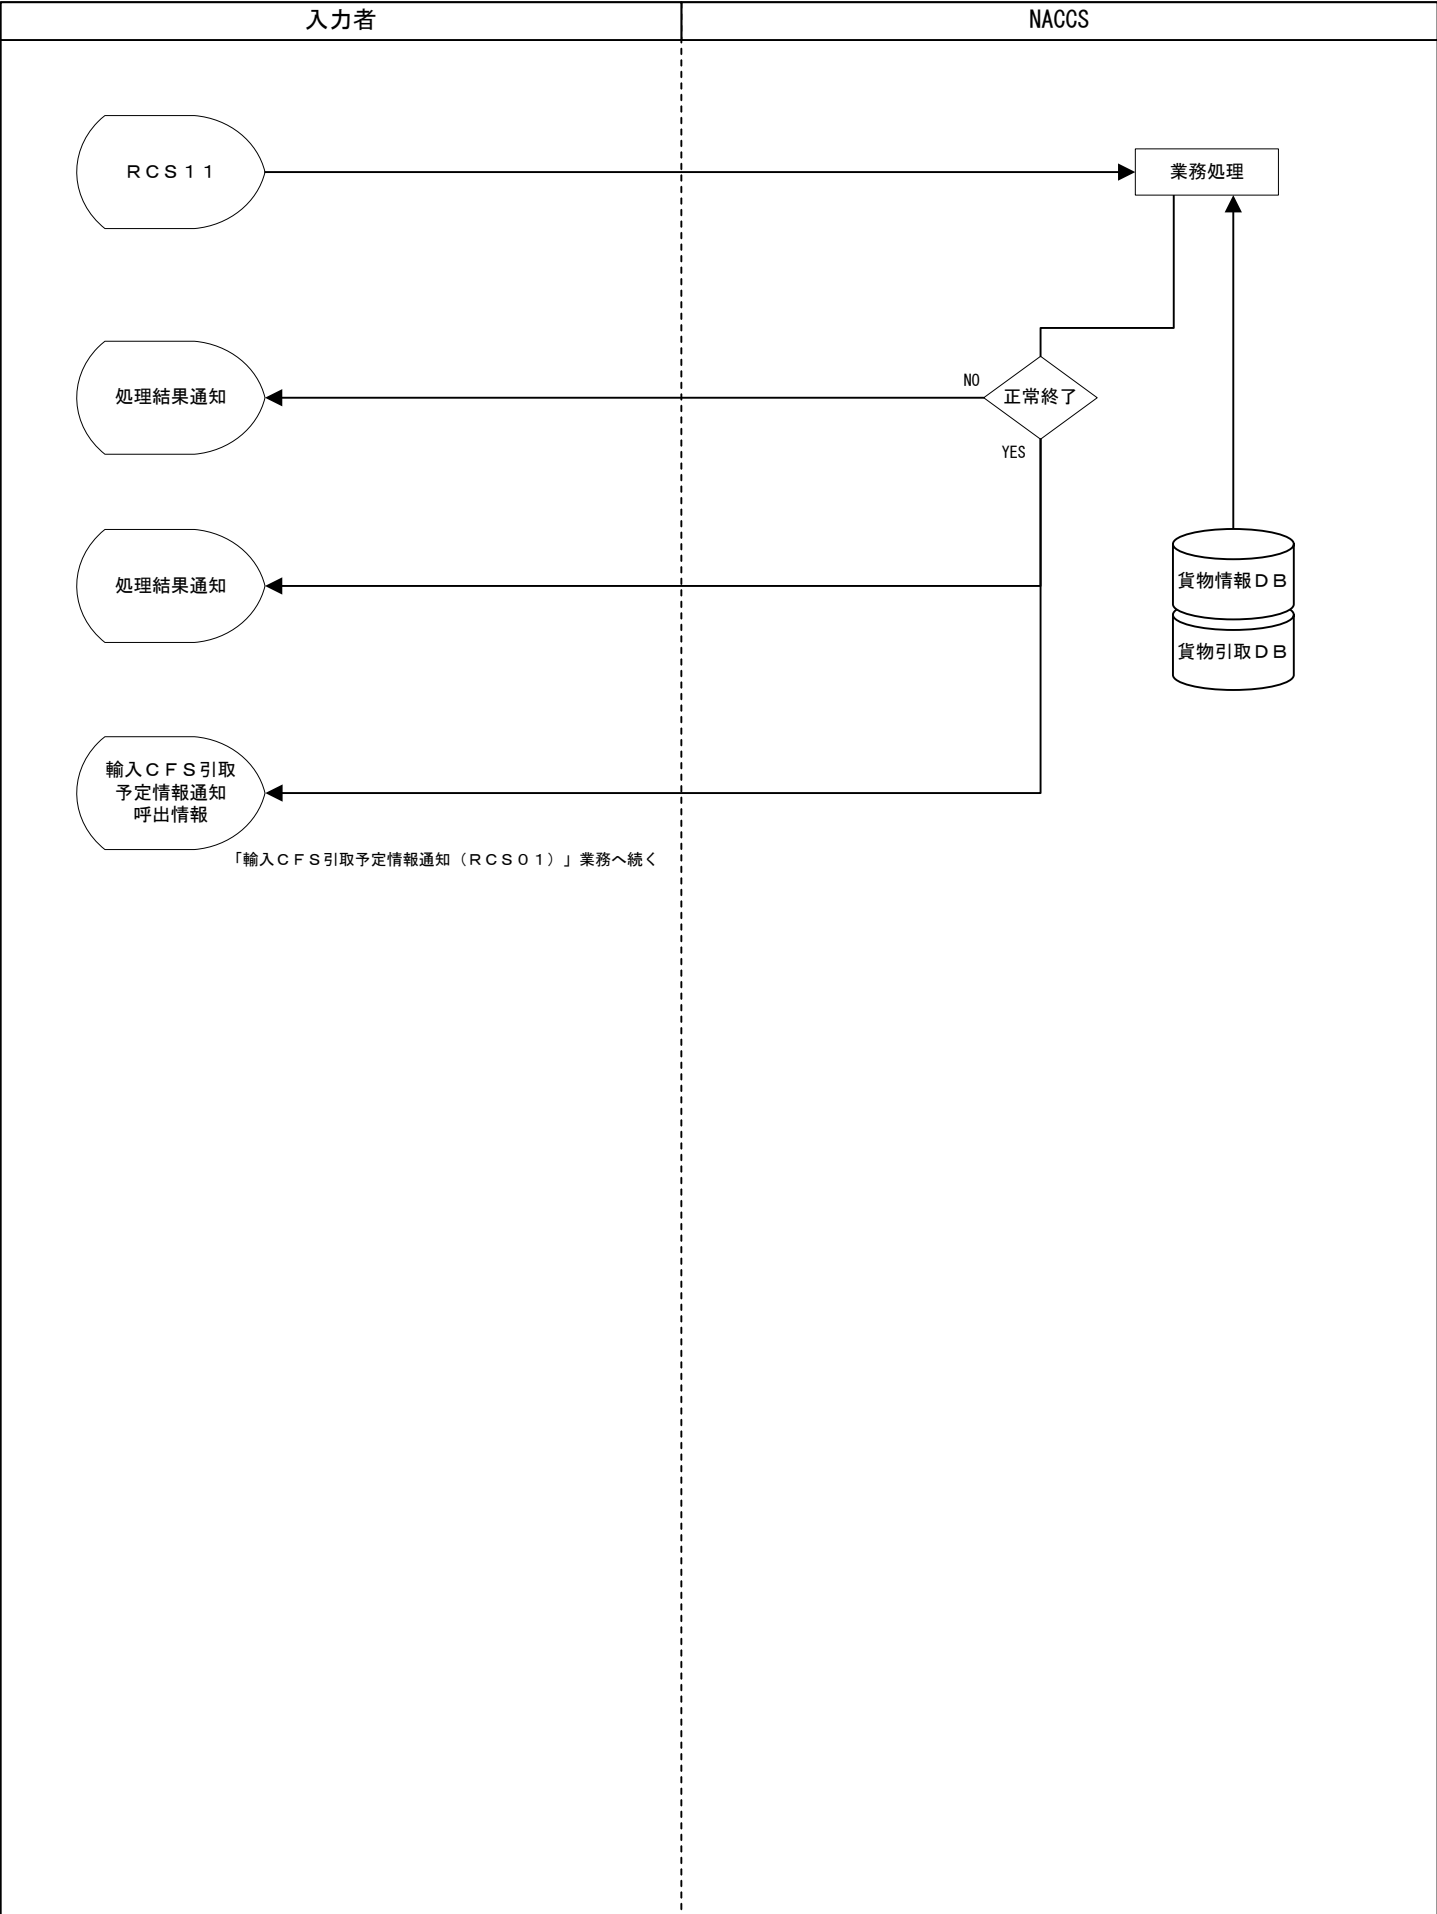 入力者
NACCS
ＲＣＳ１１
業務処理
処理結果通知
NO
正常終了
YES
処理結果通知
貨物情報ＤＢ
貨物引取ＤＢ
輸入ＣＦＳ引取
予定情報通知
呼出情報
「輸入ＣＦＳ引取予定情報通知（ＲＣＳ０１）」業務へ続く